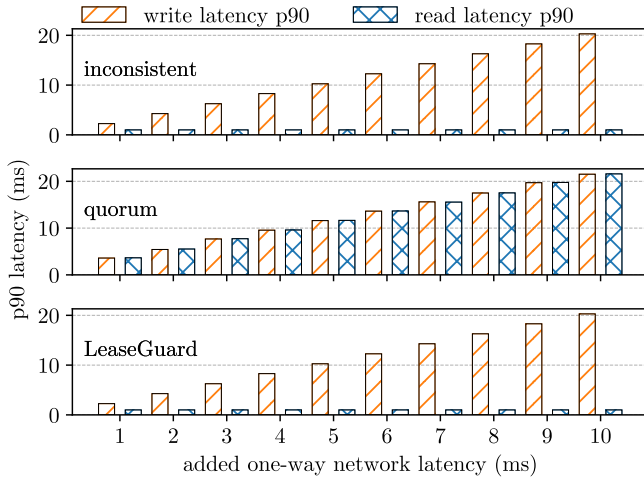 write latency p90 read latency p90
20
inconsistent
10
0
p90 latency (ms)
20
quorum
10
0
20
LeaseGuard
10
0
1 2 3 4 5 6 7 8 9 10
added one-way network latency (ms)